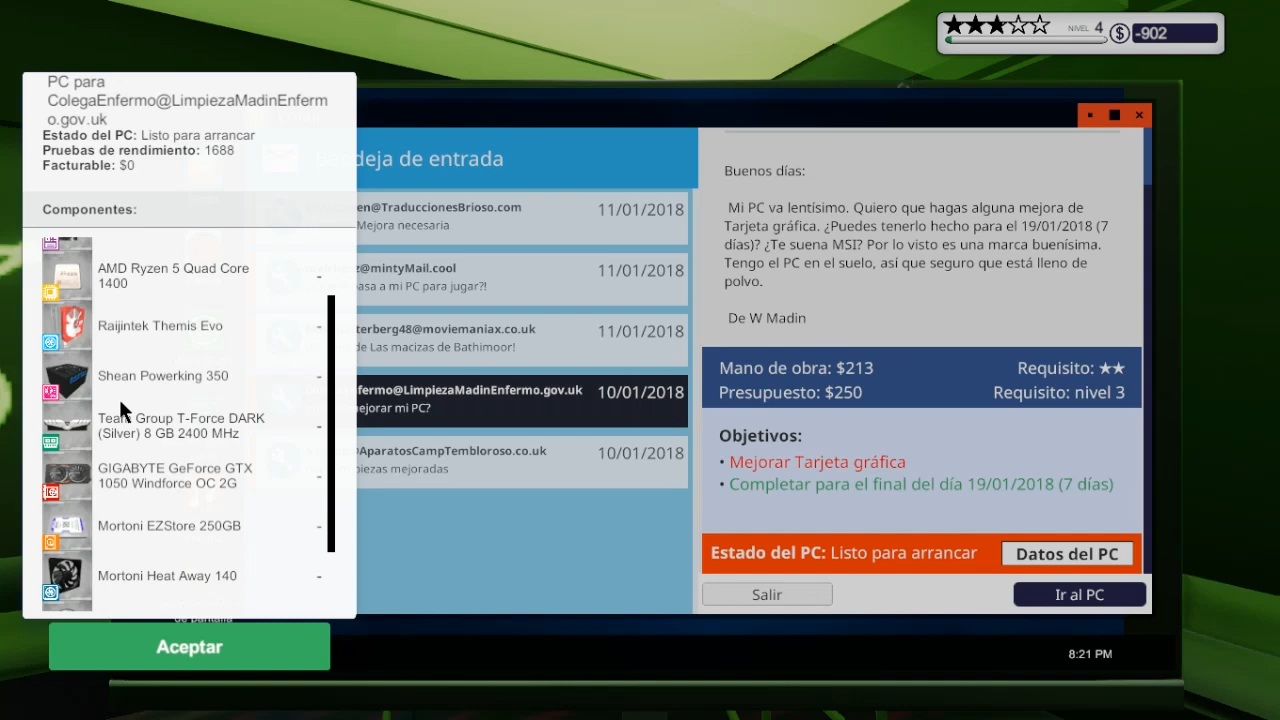 NIVEL 4
$ -902
PC para
ColegaEnfermo@LimpiezaMadinEnferm
o.gov.uk
Estado del PC: Listo para arrancar
Pruebas de rendimiento: 1688
Facturable: $0
Componentes:
AMD Ryzen 5 Quad Core
1400
-
Raijintek Themis Evo
-
Shean Powerking 350
-
Team Group T-Force DARK
(Silver) 8 GB 2400 MHz
-
GIGABYTE GeForce GTX
1050 Windforce OC 2G
-
Mortoni EZStore 250GB
-
Mortoni Heat Away 140
-
de pantalla
Aceptar
deja de entrada
en@TraduccionesBrioso.com
11/01/2018
Mejora necesaria
@mintyMail.cool
11/01/2018
pasa a mi PC para jugar?!
terberg48@moviemaniax.co.uk
11/01/2018
de Las macizas de Bathimoor!
fermo@LimpiezaMadinEnfermo.gov.uk
10/01/2018
mejorar mi PC?
@AparatosCampTembloroso.co.uk
10/01/2018
piezas mejoradas
Buenos días:
Mi PC va lentísimo. Quiero que hagas alguna mejora de
Tarjeta gráfica. ¿Puedes tenerlo hecho para el 19/01/2018 (7
días)? ¿Te suena MSI? Por lo visto es una marca buenísima.
Tengo el PC en el suelo, así que seguro que está lleno de
polvo.
De W Madin
Mano de obra: $213
Requisito: ★★
Presupuesto: $250
Requisito: nivel 3
Objetivos:
• Mejorar Tarjeta gráfica
• Completar para el final del día 19/01/2018 (7 días)
Estado del PC: Listo para arrancar
Datos del PC
Salir
Ir al PC
8:21 PM